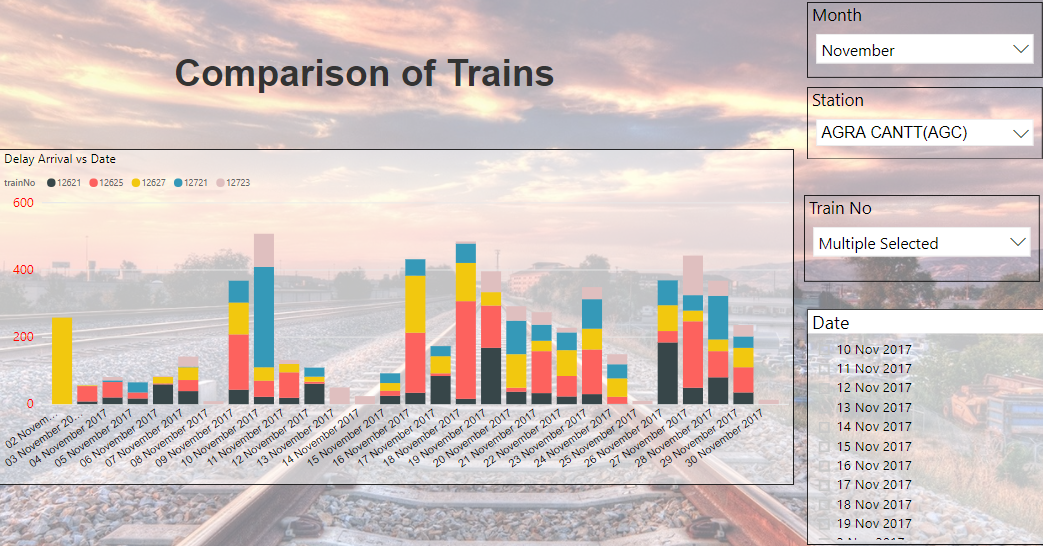 Comparison of Trains
Month
November
Station
AGRA CANTT(AGC)
Train No
Multiple Selected
Delay Arrival vs Date
trainNo 12621 12625 12627 12721 12723
600
400
200
0
02 Novem...
03 November 20...
04 November 2017
05 November 2017
06 November 2017
07 November 2017
08 November 2017
09 November 2017
10 November 2017
11 November 2017
12 November 2017
13 November 2017
14 November 2017
15 November 2017
16 November 2017
17 November 2017
18 November 2017
19 November 2017
20 November 2017
21 November 2017
22 November 2017
23 November 2017
24 November 2017
25 November 2017
26 November 2017
27 November 2017
28 November 2017
29 November 2017
30 November 2017
Date
10 Nov 2017
11 Nov 2017
12 Nov 2017
13 Nov 2017
14 Nov 2017
15 Nov 2017
16 Nov 2017
17 Nov 2017
18 Nov 2017
19 Nov 2017